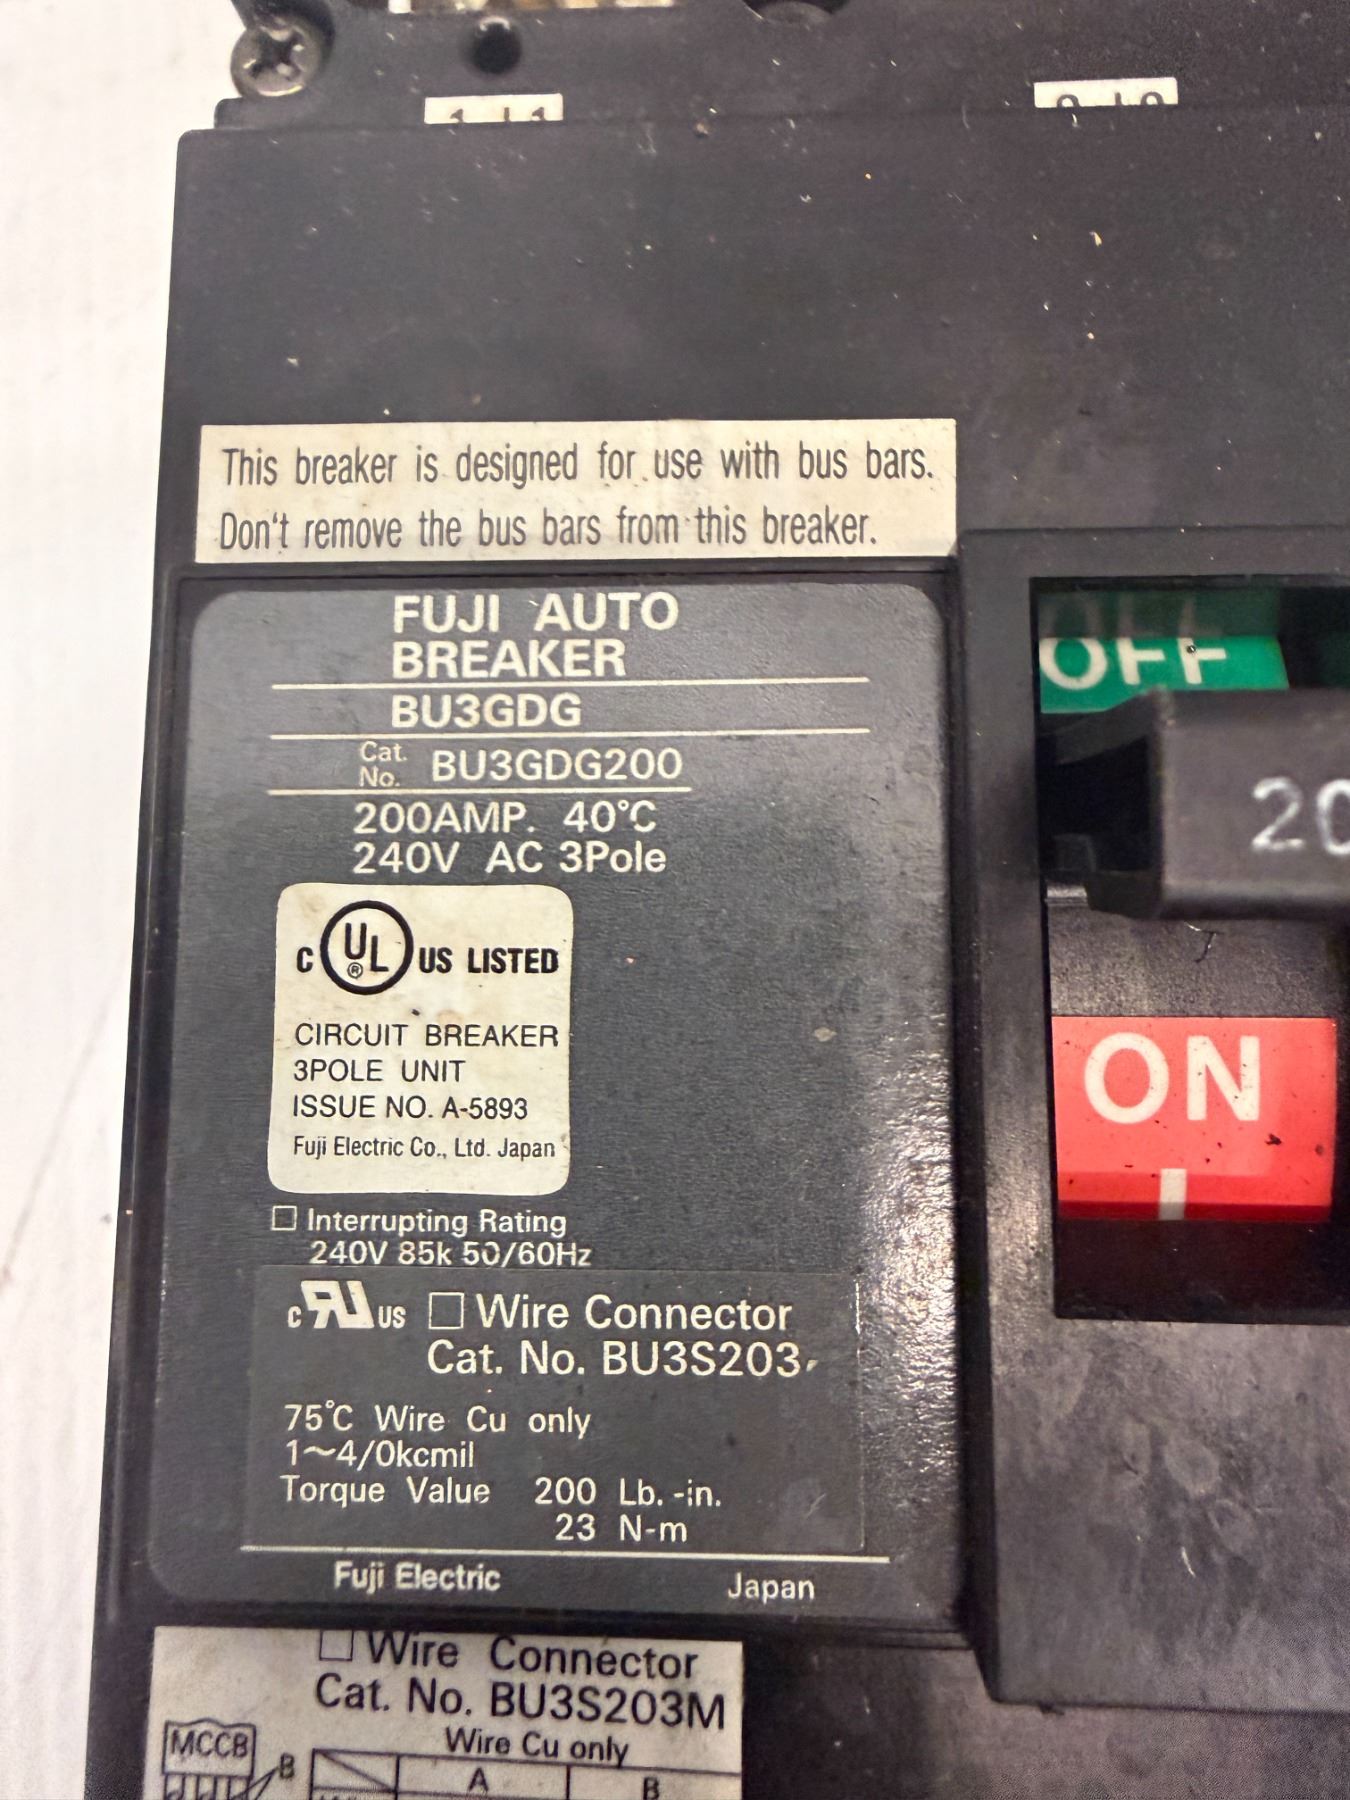 This breaker is designed for use with bus bars.
Don't remove the bus bars from this breaker.
FUJI AUTO
BREAKER
BU3GDG
Cat. No. BU3GDG200
200AMP. 40°C
240V AC 3Pole
OFF
20
ON
C UL ® US LISTED
CIRCUIT BREAKER
3POLE UNIT
ISSUE NO. A-5893
Fuji Electric Co., Ltd. Japan
□ Interrupting Rating
240V 85k 50/60Hz
c RU us □ Wire Connector
Cat. No. BU3S203
75°C Wire Cu only
1~4/0kcmil
Torque Value 200 Lb.-in.
23 N-m
Fuji Electric Japan
□ Wire Connector
Cat. No. BU3S203M
Wire Cu only
MCCB
B
A B